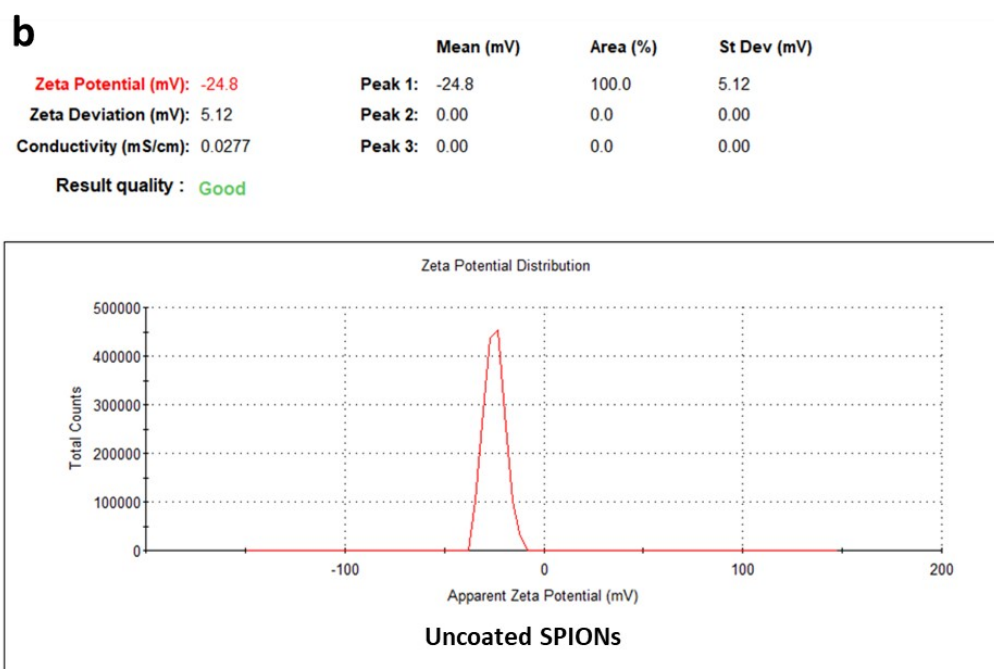 b
Mean (mV) Area (%) St Dev (mV)
Zeta Potential (mV): -24.8 Peak 1: -24.8 100.0 5.12
Zeta Deviation (mV): 5.12 Peak 2: 0.00 0.0 0.00
Conductivity (mS/cm): 0.0277 Peak 3: 0.00 0.0 0.00
Result quality : Good
Zeta Potential Distribution
500000
400000
300000
200000
100000
0
Total Counts
-100 0 100 200
Apparent Zeta Potential (mV)
Uncoated SPIONs